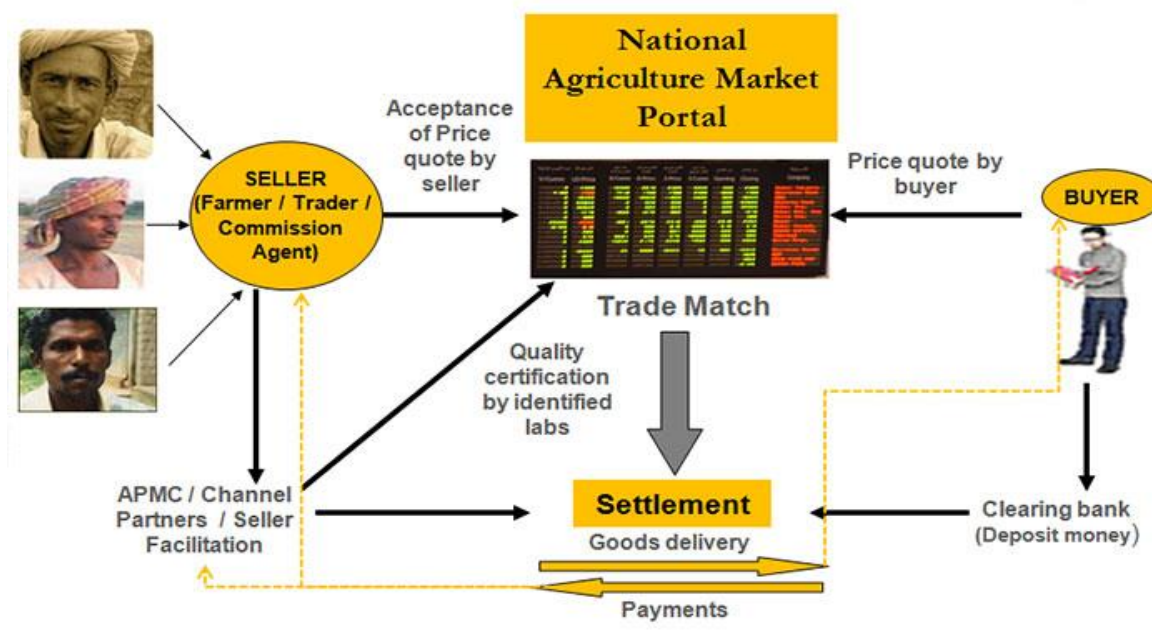 National
Agriculture Market
Portal
Acceptance
of Price
quote by
seller
Price quote by
buyer
SELLER
(Farmer / Trader /
Commission
Agent)
BUYER
Trade Match
Quality
certification
by identified
labs
APMC / Channel
Partners / Seller
Facilitation
Settlement
Clearing bank
(Deposit money)
Goods delivery
Payments